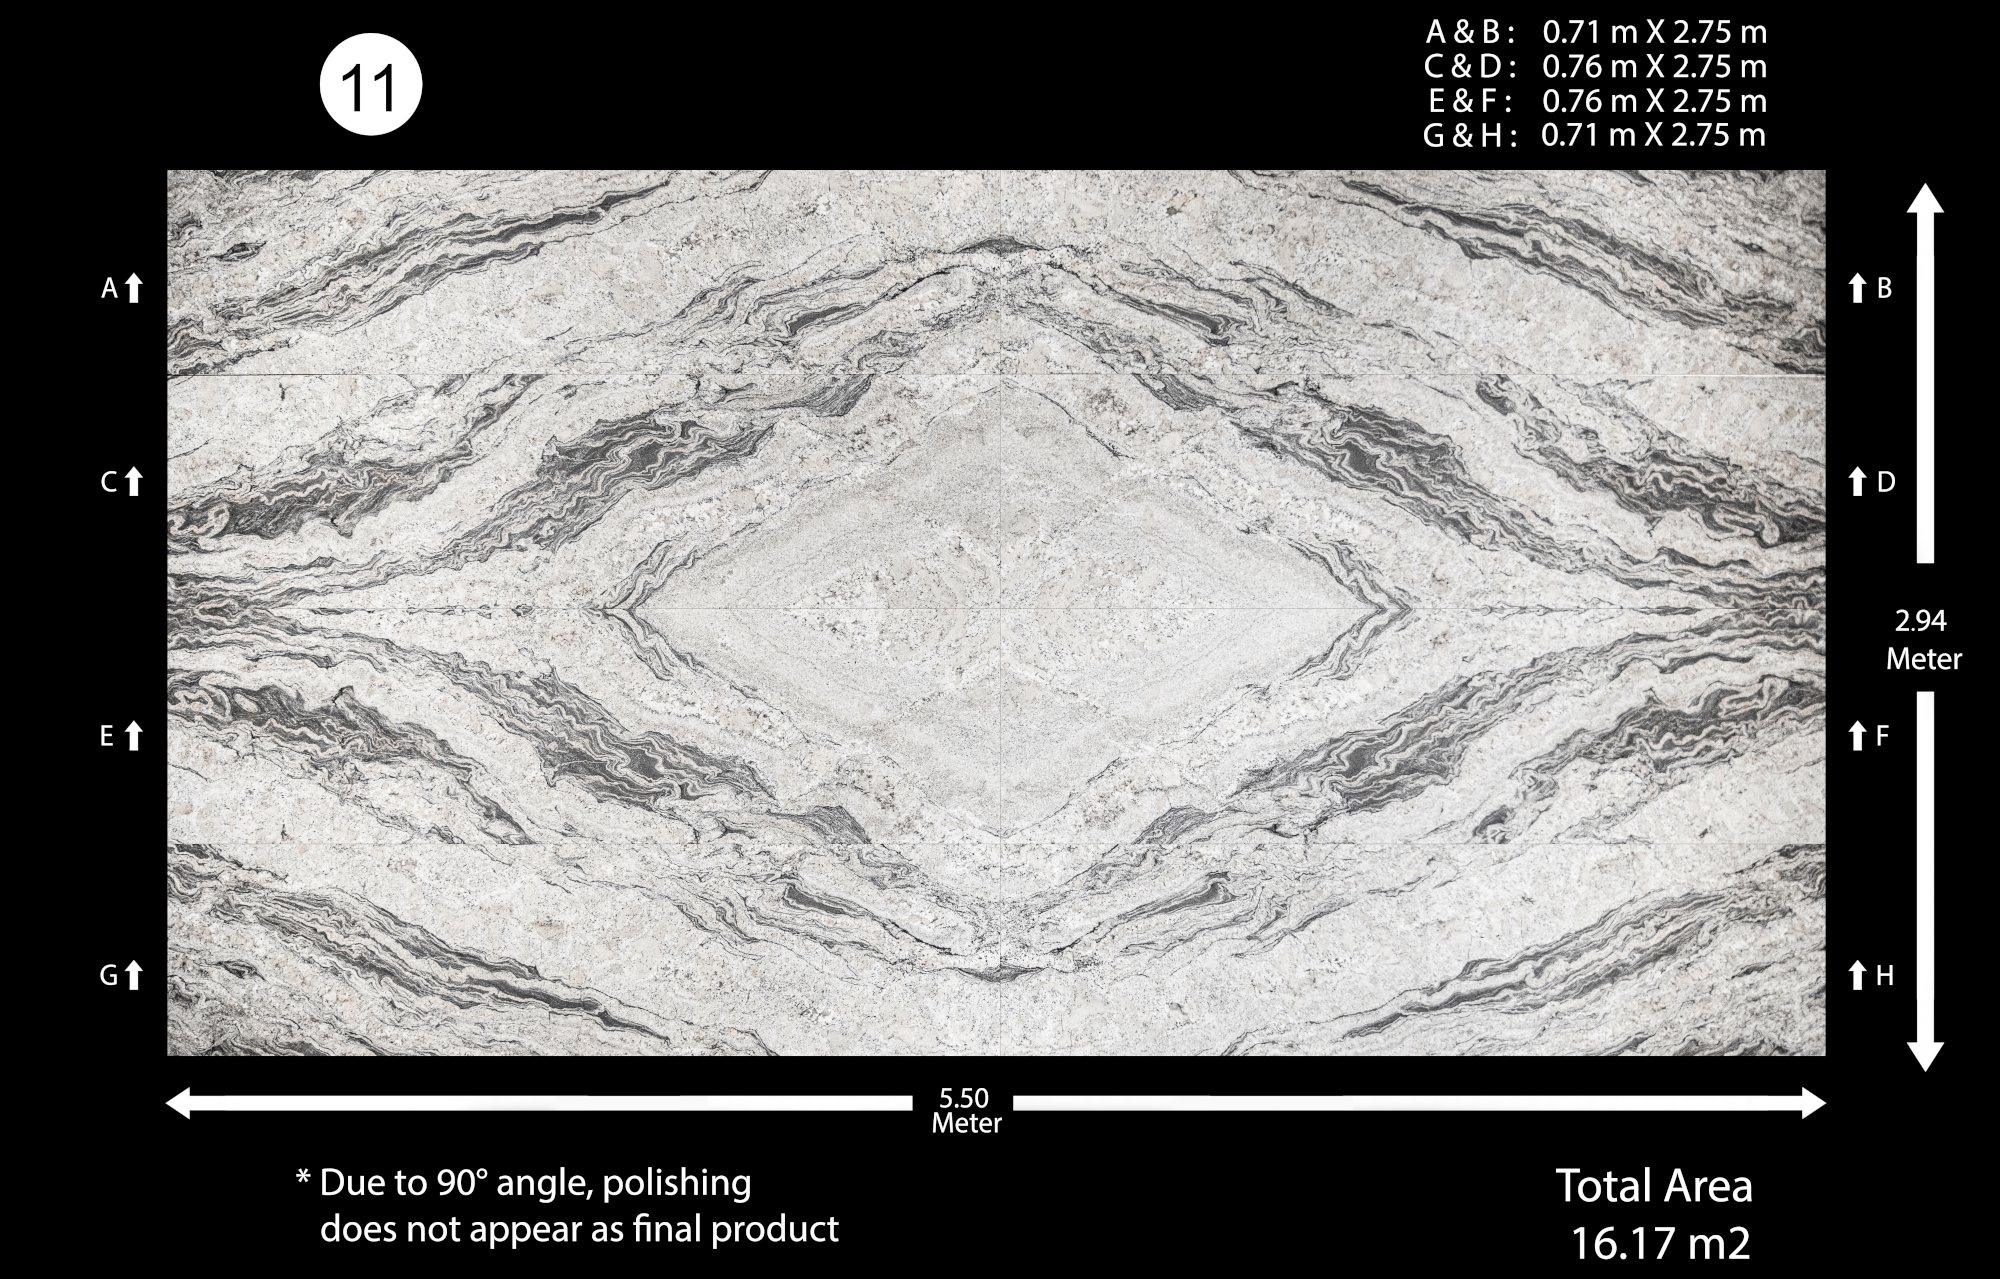 11
A & B : 0.71 m X 2.75 m
C & D : 0.76 m X 2.75 m
E & F : 0.76 m X 2.75 m
G & H : 0.71 m X 2.75 m
A
B
C
D
2.94
Meter
E
F
G
H
5.50
Meter
* Due to 90° angle, polishing
does not appear as final product
Total Area
16.17 m2